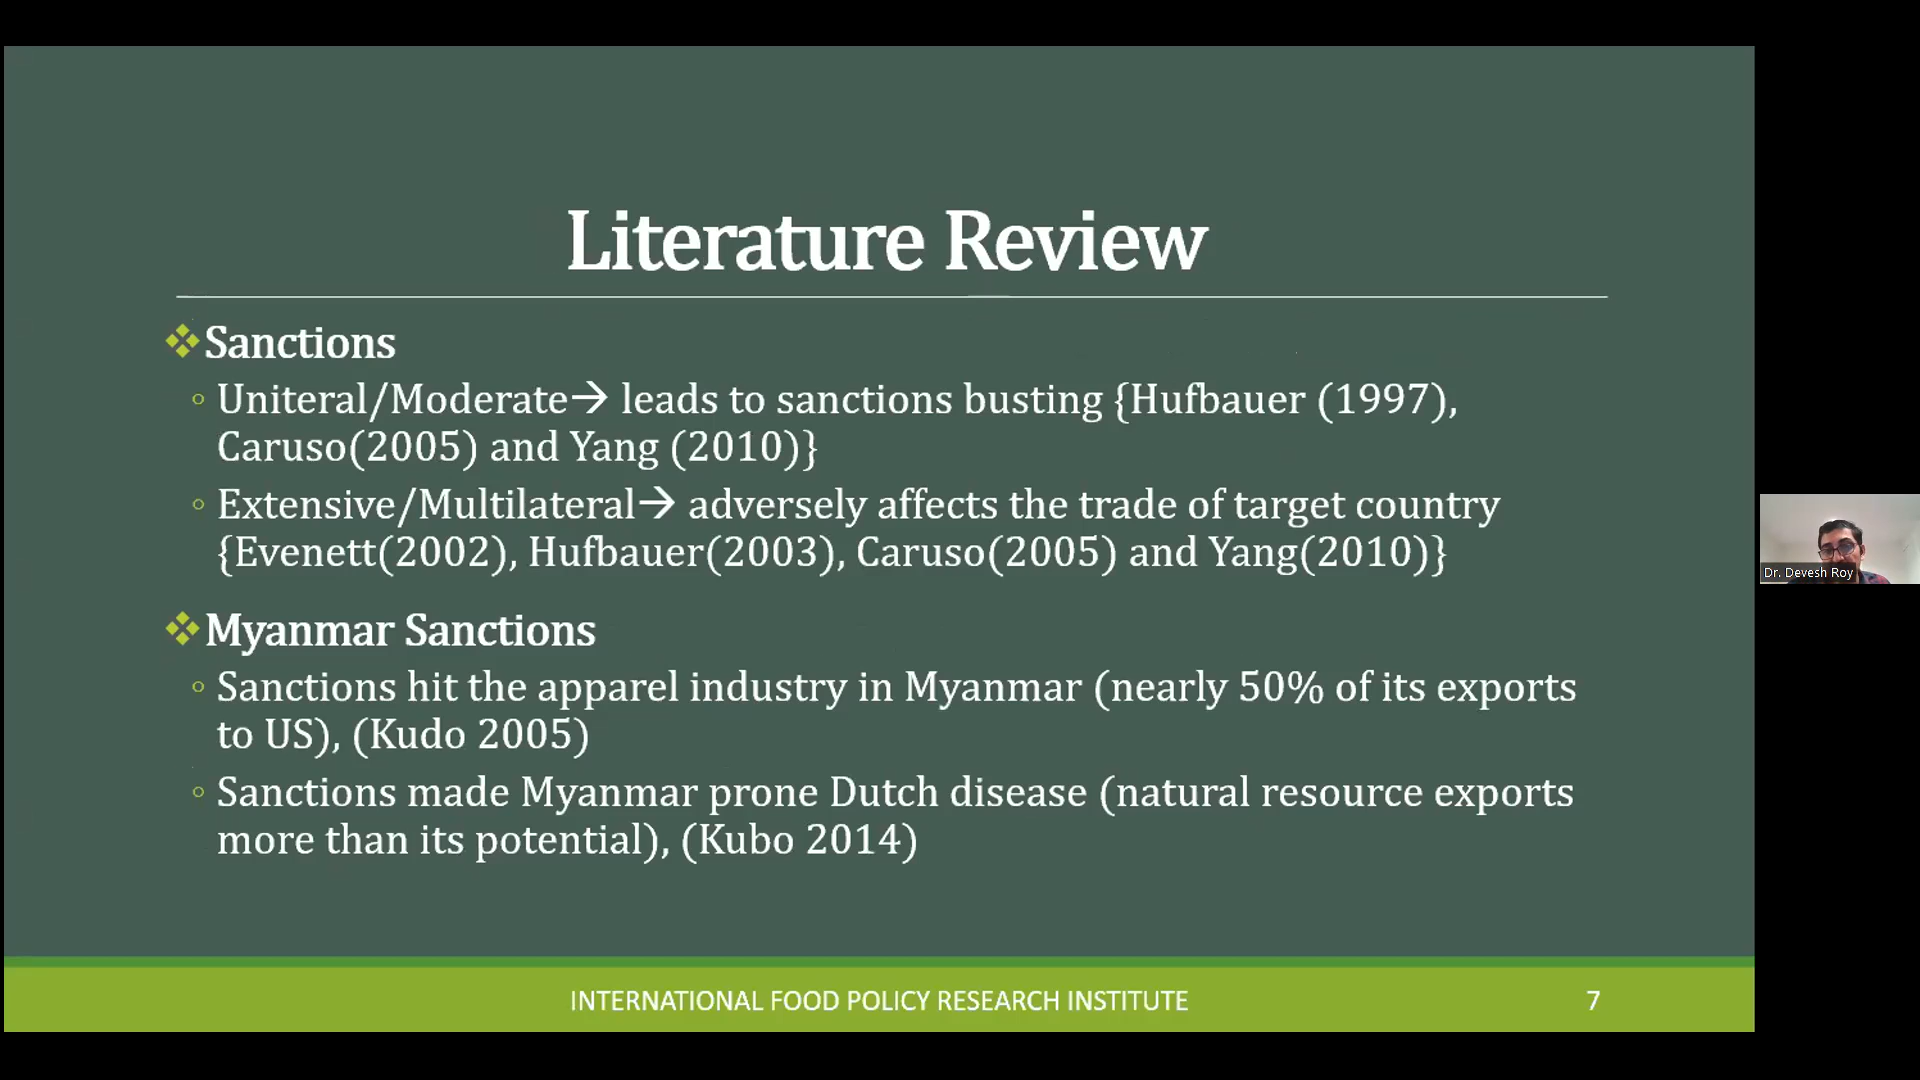 Literature Review
Sanctions
Uniteral/Moderate→ leads to sanctions busting {Hufbauer (1997),
Caruso(2005) and Yang (2010)}
Extensive/Multilateral→ adversely affects the trade of target country
{Evenett(2002), Hufbauer(2003), Caruso(2005) and Yang(2010)}
Myanmar Sanctions
Sanctions hit the apparel industry in Myanmar (nearly 50% of its exports
to US), (Kudo 2005)
Sanctions made Myanmar prone Dutch disease (natural resource exports
more than its potential), (Kubo 2014)
INTERNATIONAL FOOD POLICY RESEARCH INSTITUTE 7
Dr. Devesh Roy